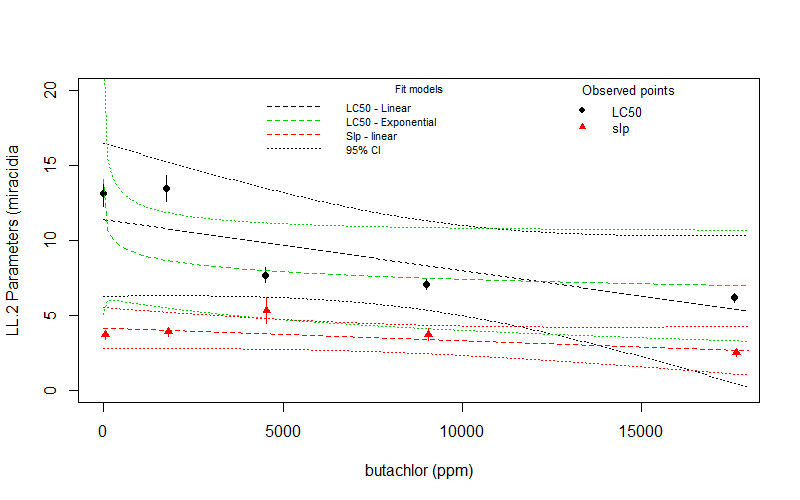 Fit models
LC50 - Linear
LC50 - Exponential
Slp - linear
95% CI
Observed points
LC50
slp
LL.2 Parameters (miracidia
20
15
10
5
0
0 5000 10000 15000
butachlor (ppm)